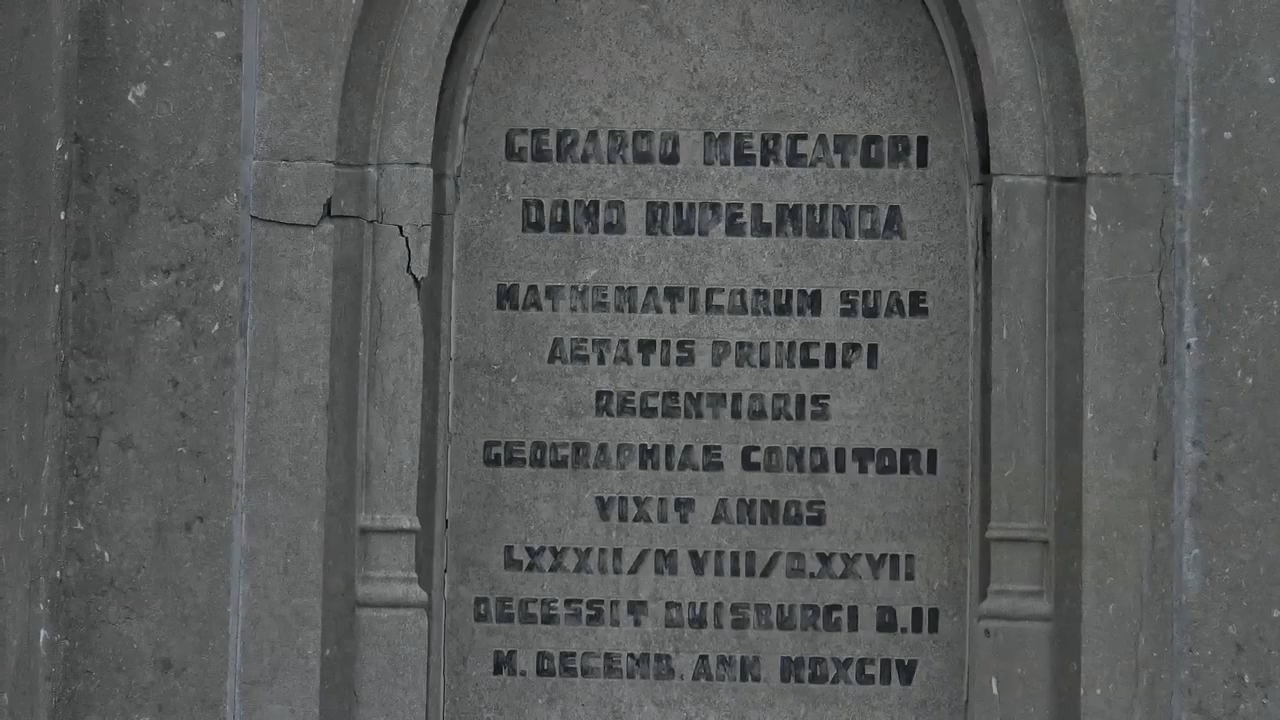 GERARDO MERCATORI
DOMO RUPELMUNDA
MATHEMATICORUM SUAE
AETATIS PRINCIPI
RECENTIORIS
GEOGRAPHIAE CONDITORI
VIXIT ANNOS
LXXXII/M VIII/D.XXVII
DECESSIT DUISBURGI D.II
M. DECEMB. ANN MDXCIV